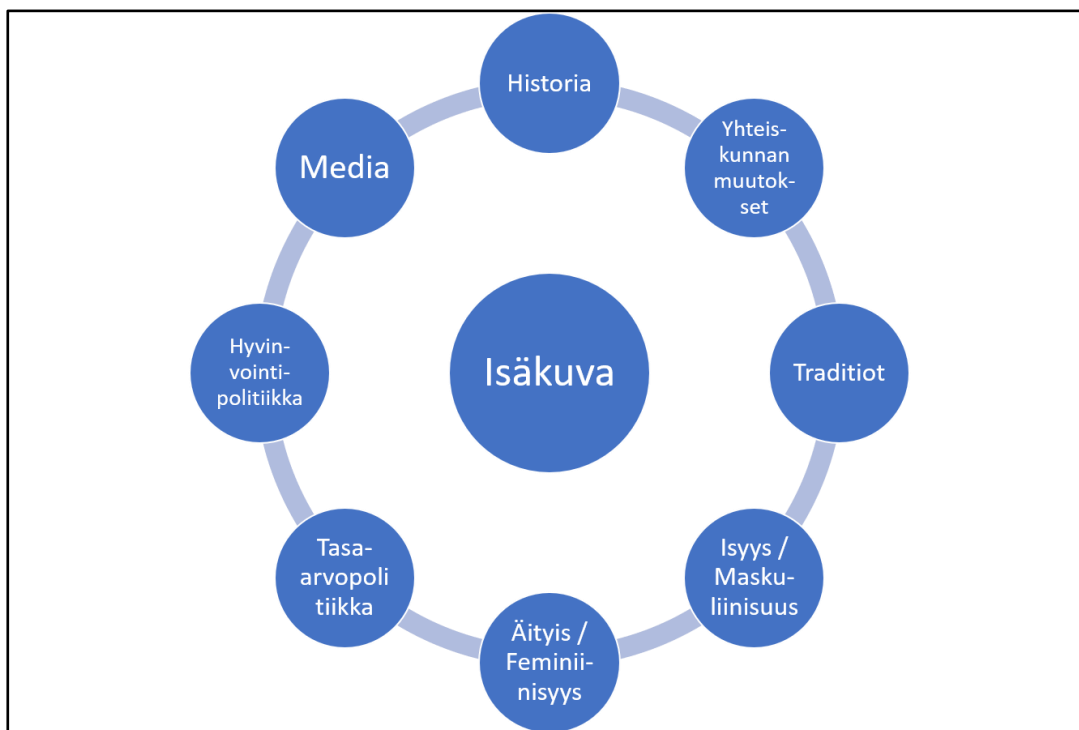 Historia
Yhteis-
kunnan
muutok-
set
Traditiot
Isyys /
Masku-
liinisuus
Äityis /
Feminii-
nisyys
Tasa-
arvopoli
tiikka
Hyvin-
vointi-
politiikka
Media
Isäkuva